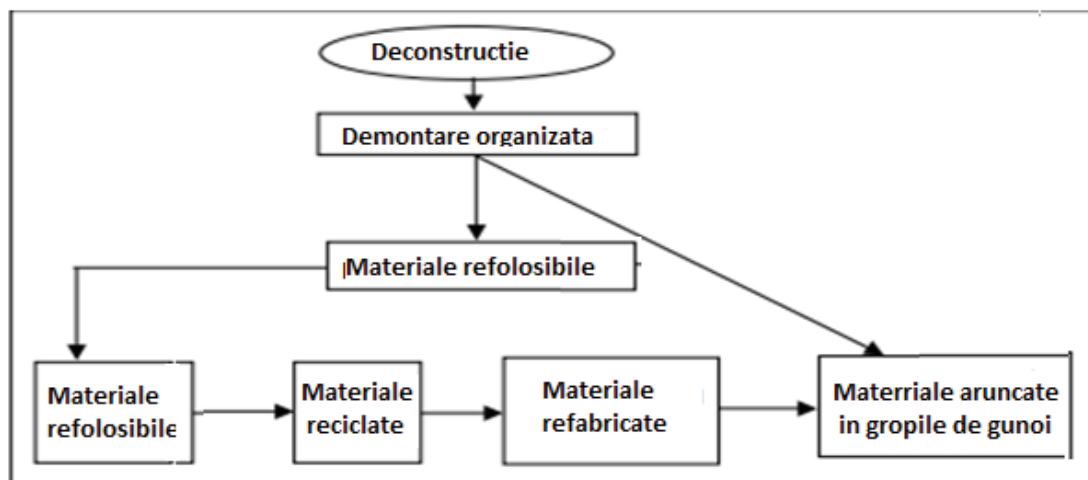 Deconstructie
Demontare organizata
Materiale refolosibile
Materiale
refolosibile
Materiale
reciclate
Materiale
refabricate
Materriale aruncate
in gropile de gunoi